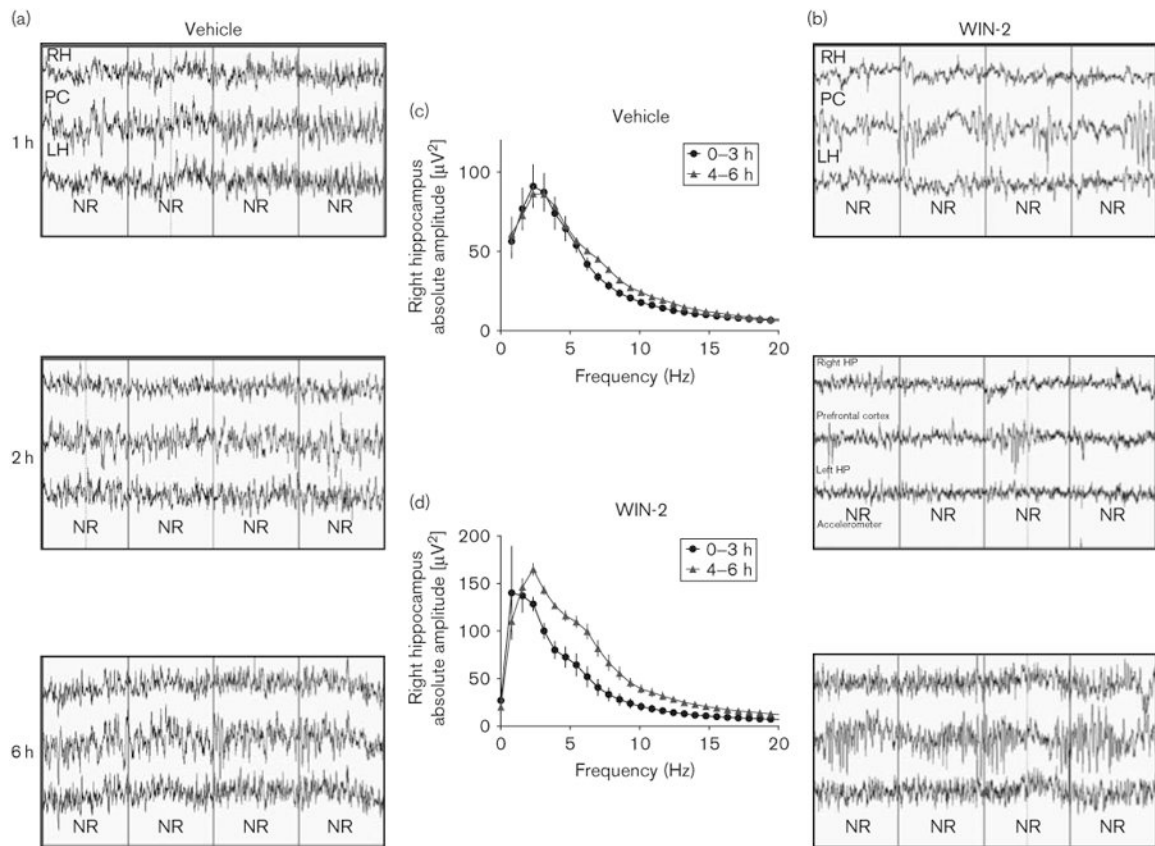 (a)
Vehicle
1 h
RH
PC
LH
NR NR NR NR
2 h
NR NR NR NR
6 h
NR NR NR NR
(c)
Vehicle
0–3 h
4–6 h
Right hippocampus
absolute amplitude [µV²]
100
50
0
0 5 10 15 20
Frequency (Hz)
(d)
WIN-2
0–3 h
4–6 h
Right hippocampus
absolute amplitude [µV²]
200
150
100
50
0
0 5 10 15 20
Frequency (Hz)
(b)
WIN-2
RH
PC
LH
NR NR NR NR
Right HP
Prefrontal cortex
Left HP
NR NR NR NR
Accelerometer
NR NR NR NR